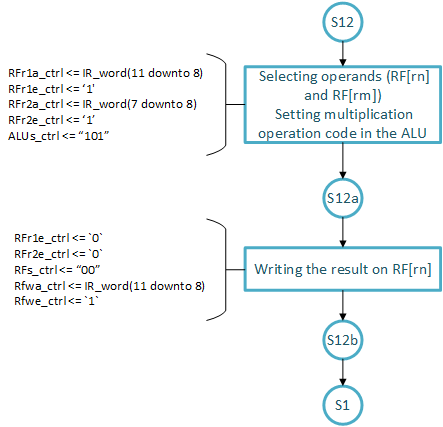 S12
RFr1a_ctrl <= IR_word(11 downto 8)
RFr1e_ctrl <= ‘1'
RFr2a_ctrl <= IR_word(7 downto 8)
RFr2e_ctrl <= ‘1’
ALUs_ctrl <= “101”
Selecting operands (RF[rn]
and RF[rm])
Setting multiplication
operation code in the ALU
S12a
RFr1e_ctrl <= `0`
RFr2e_ctrl <= `0`
RFs_ctrl <= “00”
Rfwa_ctrl <= IR_word(11 downto 8)
Rfwe_ctrl <= `1`
Writing the result on RF[rn]
S12b
S1